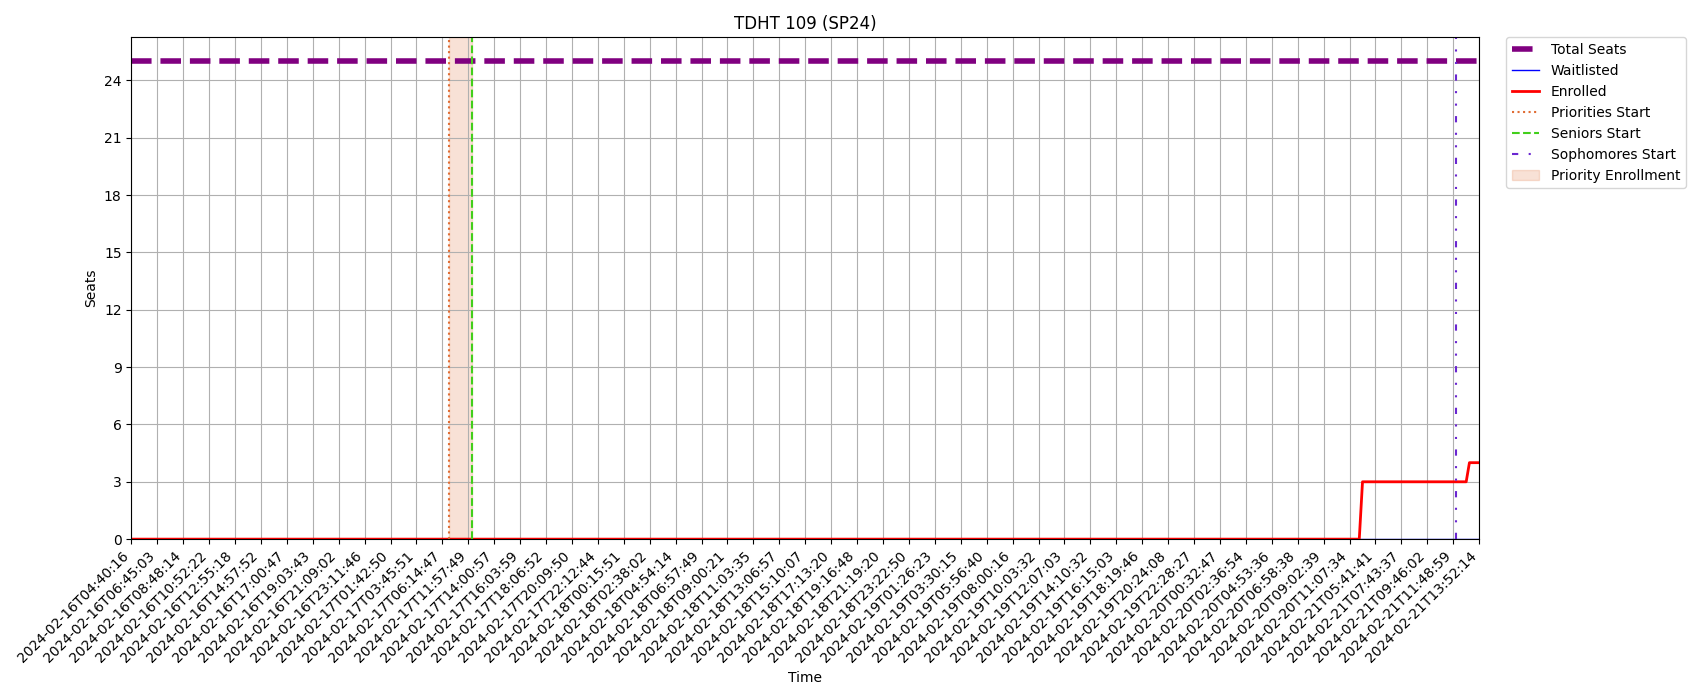 TDHT 109 (SP24)
Total Seats
Waitlisted
Enrolled
Priorities Start
Seniors Start
Sophomores Start
Priority Enrollment
Seats
24
21
18
15
12
9
6
3
0
2024-02-16T04:40:16
2024-02-16T06:45:03
2024-02-16T08:48:14
2024-02-16T10:52:22
2024-02-16T12:55:18
2024-02-16T14:57:52
2024-02-16T17:00:47
2024-02-16T19:03:43
2024-02-16T21:09:02
2024-02-16T23:11:46
2024-02-17T01:42:50
2024-02-17T03:45:51
2024-02-17T06:14:47
2024-02-17T11:57:49
2024-02-17T14:00:57
2024-02-17T16:03:59
2024-02-17T18:06:52
2024-02-17T20:09:50
2024-02-17T22:12:44
2024-02-18T00:15:51
2024-02-18T02:38:02
2024-02-18T04:54:14
2024-02-18T06:57:49
2024-02-18T09:00:21
2024-02-18T11:03:35
2024-02-18T13:06:57
2024-02-18T15:10:07
2024-02-18T17:13:20
2024-02-18T19:16:48
2024-02-18T21:19:20
2024-02-18T23:22:50
2024-02-19T01:26:23
2024-02-19T03:30:15
2024-02-19T05:56:40
2024-02-19T08:00:16
2024-02-19T10:03:32
2024-02-19T12:07:03
2024-02-19T14:10:32
2024-02-19T16:15:03
2024-02-19T18:19:46
2024-02-19T20:24:08
2024-02-19T22:28:27
2024-02-20T00:32:47
2024-02-20T02:36:54
2024-02-20T04:53:36
2024-02-20T06:58:38
2024-02-20T09:02:39
2024-02-20T11:07:34
2024-02-21T05:41:41
2024-02-21T07:43:37
2024-02-21T09:46:02
2024-02-21T11:48:59
2024-02-21T13:52:14
Time